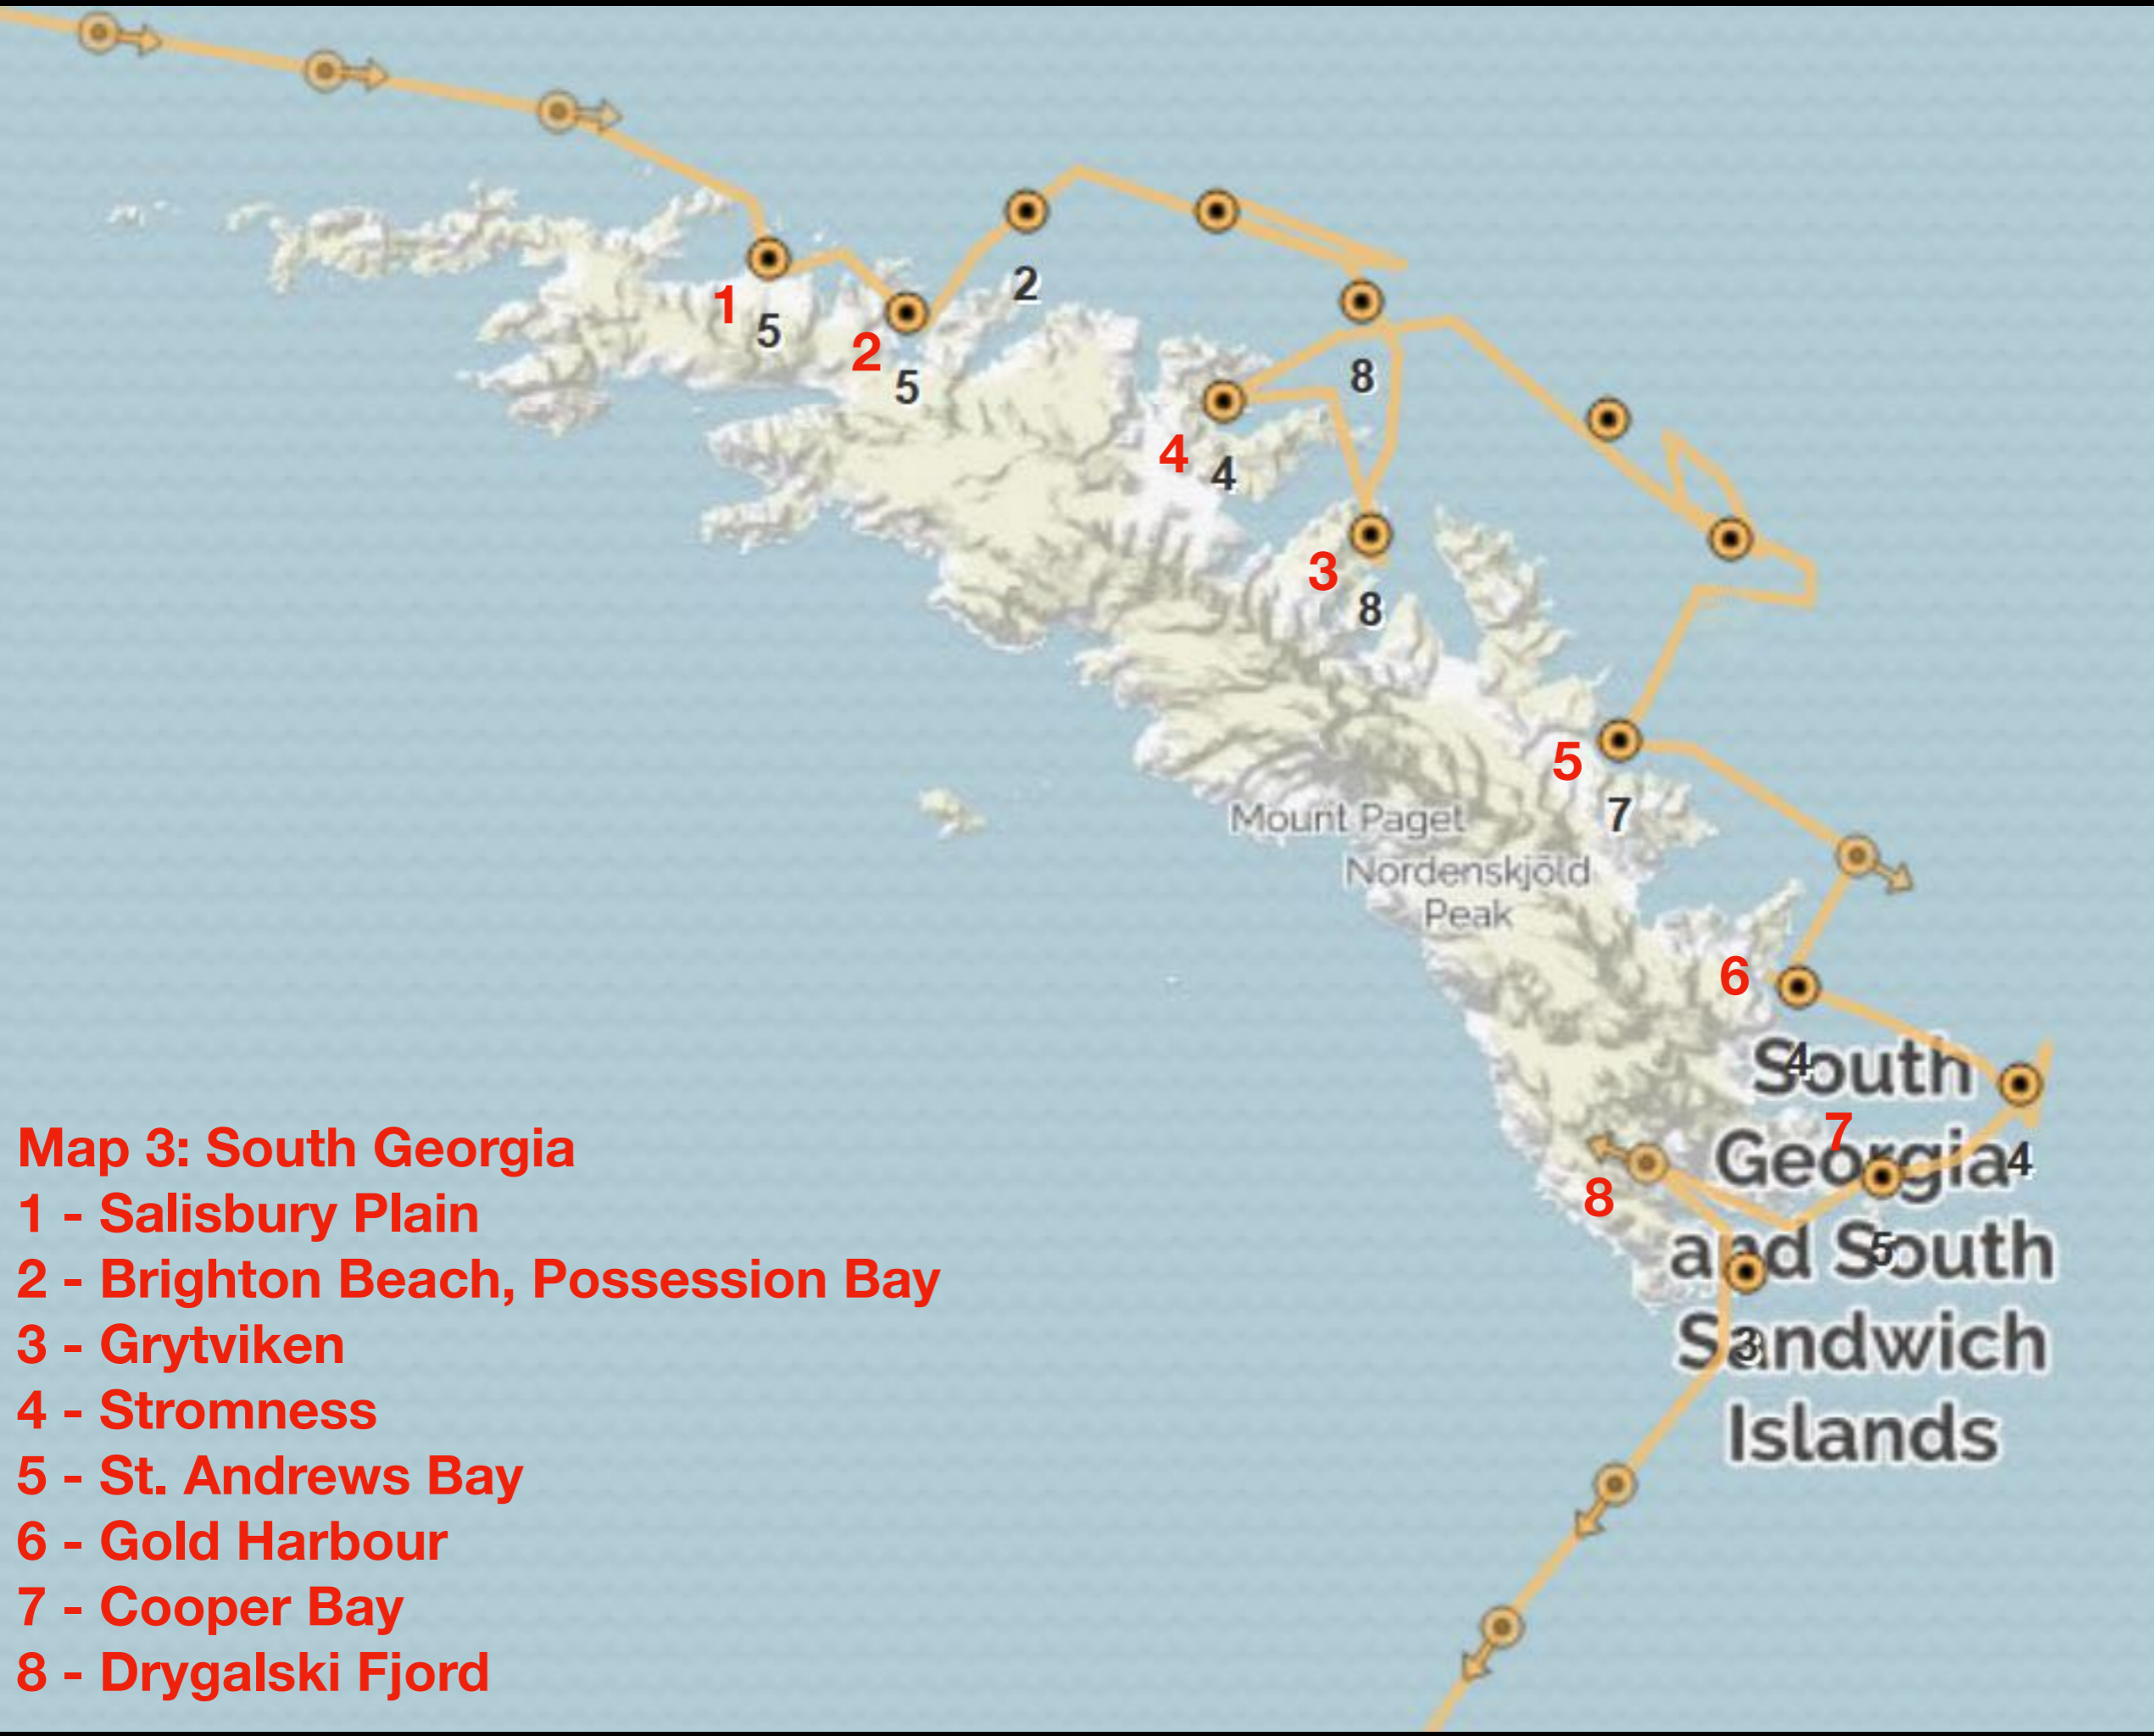 1
2
5
2
5
8
4
4
3
8
5
7
Mount Paget
Nordenskjöld
Peak
6
4
South
7
Georgia
4
8
and South
5
Sandwich
3
Islands
Map 3: South Georgia
1 - Salisbury Plain
2 - Brighton Beach, Possession Bay
3 - Grytviken
4 - Stromness
5 - St. Andrews Bay
6 - Gold Harbour
7 - Cooper Bay
8 - Drygalski Fjord